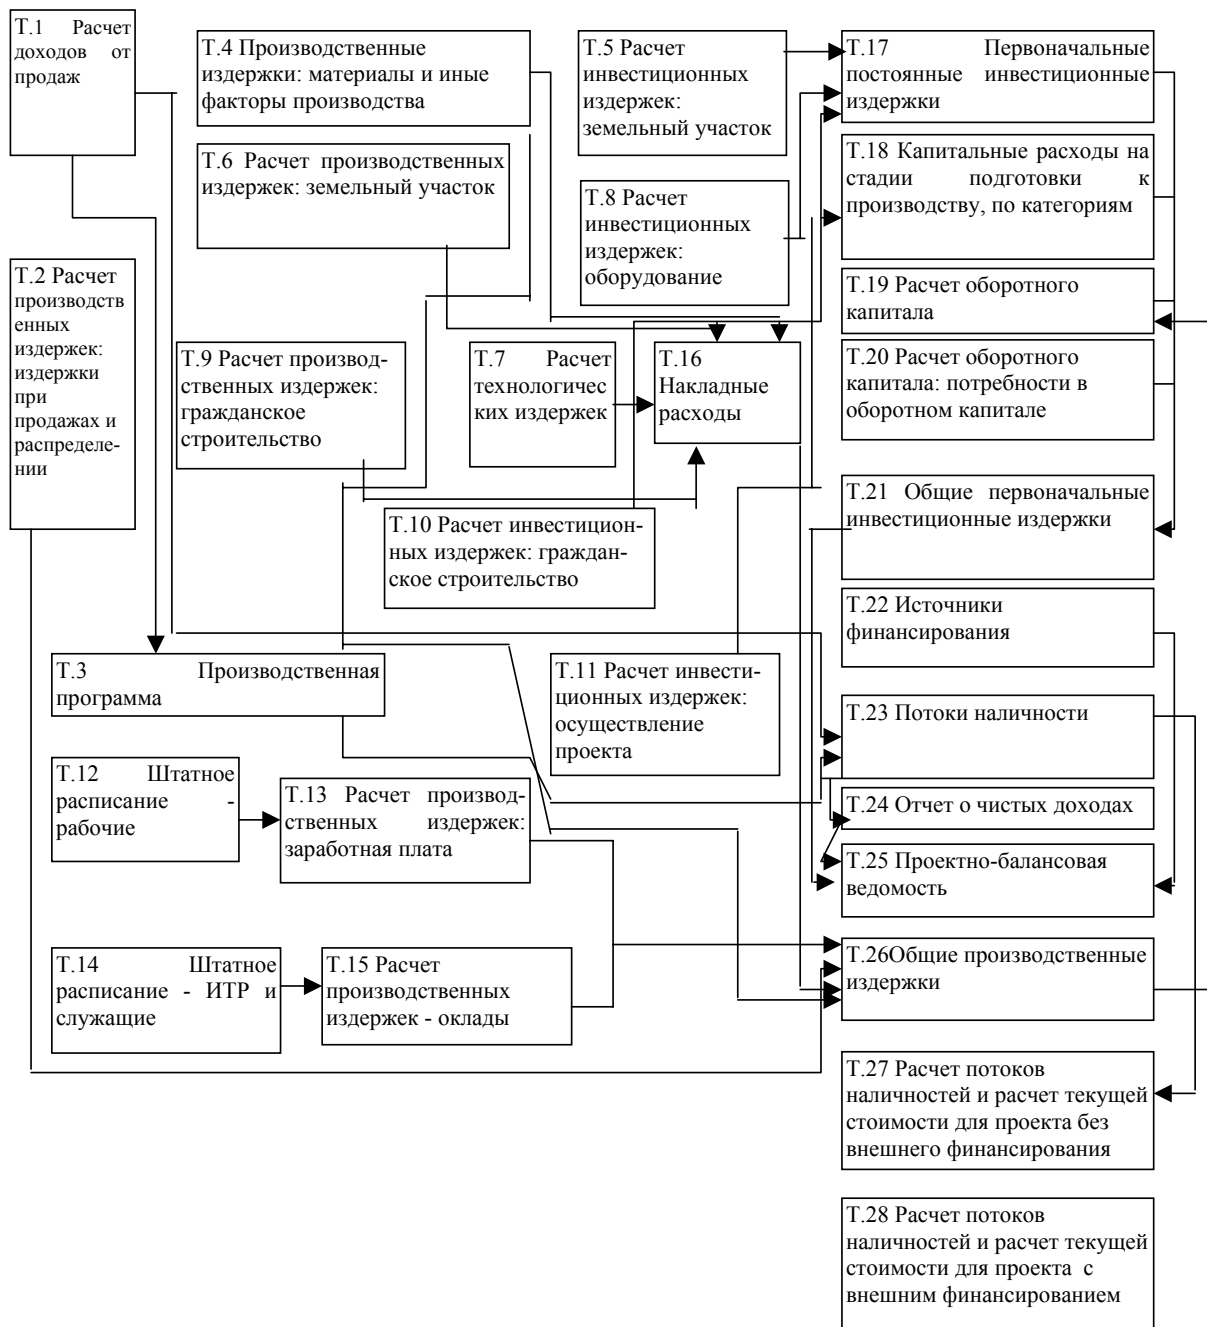 Т.1 Расчет
доходов от
продаж
Т.4 Производственные
издержки: материалы и иные
факторы производства
Т.5 Расчет
инвестиционных
издержек:
земельный участок
Т.17 Первоначальные
постоянные инвестиционные
издержки
Т.6 Расчет производственных
издержек: земельный участок
Т.18 Капитальные расходы на
стадии подготовки к
производству, по категориям
Т.8 Расчет
инвестиционных
издержек:
оборудование
Т.2 Расчет
производств
енных
издержек:
издержки
при
продажах и
распределе-
нии
Т.19 Расчет оборотного
капитала
Т.9 Расчет производ-
ственных издержек:
гражданское
строительство
Т.7 Расчет
технологичес
ких издержек
Т.16
Накладные
расходы
Т.20 Расчет оборотного
капитала: потребности в
оборотном капитале
Т.10 Расчет инвестицион-
ных издержек: граждан-
ское строительство
Т.21 Общие первоначальные
инвестиционные издержки
Т.22 Источники
финансирования
Т.3 Производственная
программа
Т.11 Расчет инвести-
ционных издержек:
осуществление
проекта
Т.23 Потоки наличности
Т.12 Штатное
расписание -
рабочие
Т.13 Расчет производ-
ственных издержек:
заработная плата
Т.24 Отчет о чистых доходах
Т.25 Проектно-балансовая
ведомость
Т.14 Штатное
расписание - ИТР и
служащие
Т.15 Расчет
производственных
издержек - оклады
Т.26Общие производственные
издержки
Т.27 Расчет потоков
наличностей и расчет текущей
стоимости для проекта без
внешнего финансирования
Т.28 Расчет потоков
наличностей и расчет текущей
стоимости для проекта с
внешним финансированием